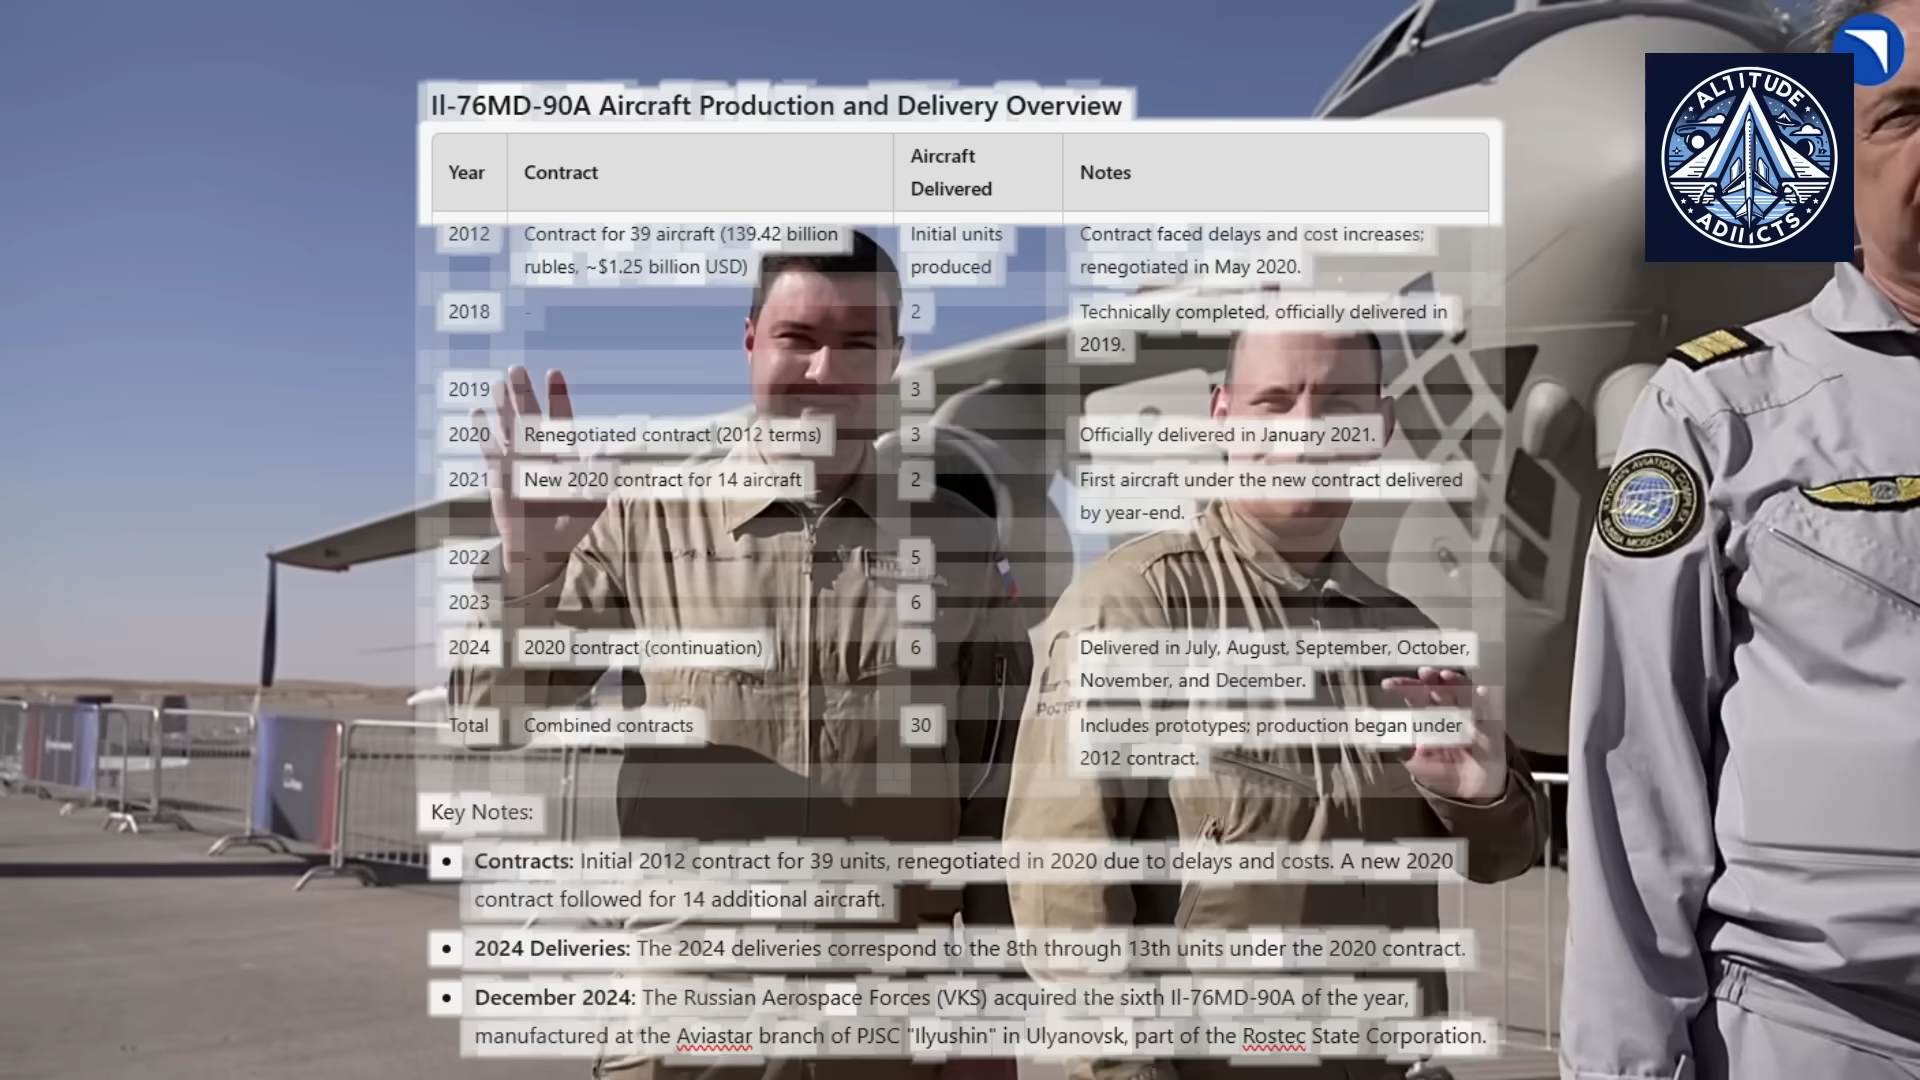 Il-76MD-90A Aircraft Production and Delivery Overview
Year Contract Aircraft Delivered Notes
2012 Contract for 39 aircraft (139.42 billion rubles, ~$1.25 billion USD) Initial units produced Contract faced delays and cost increases; renegotiated in May 2020.
2018 - 2 Technically completed, officially delivered in 2019.
2019 - 3
2020 Renegotiated contract (2012 terms) 3 Officially delivered in January 2021.
2021 New 2020 contract for 14 aircraft 2 First aircraft under the new contract delivered by year-end.
2022 - 5
2023 - 6
2024 2020 contract (continuation) 6 Delivered in July, August, September, October, November, and December.
Total Combined contracts 30 Includes prototypes; production began under 2012 contract.
Key Notes:
• Contracts: Initial 2012 contract for 39 units, renegotiated in 2020 due to delays and costs. A new 2020
contract followed for 14 additional aircraft.
• 2024 Deliveries: The 2024 deliveries correspond to the 8th through 13th units under the 2020 contract.
• December 2024: The Russian Aerospace Forces (VKS) acquired the sixth Il-76MD-90A of the year,
manufactured at the Aviastar branch of PJSC "Ilyushin" in Ulyanovsk, part of the Rostec State Corporation.
ALTITUDE
ADIICTS